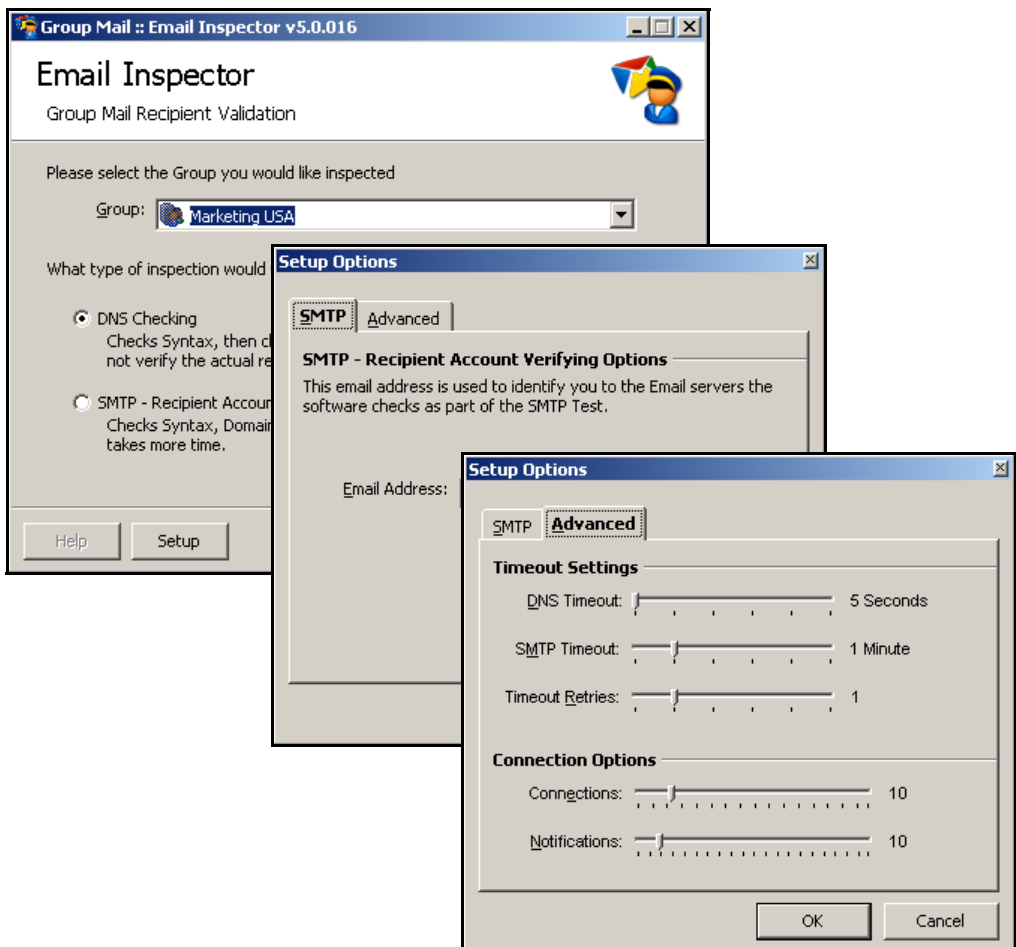 Group Mail :: Email Inspector v5.0.016
Email Inspector
Group Mail Recipient Validation
Please select the Group you would like inspected
Group:
Marketing USA
What type of inspection would
DNS Checking
Checks Syntax, then
not verify the actual
SMTP - Recipient
Checks Syntax,
takes more time.
Help
Setup
Setup Options
SMTP
Advanced
SMTP - Recipient Account Verifying Options
This email address is used to identify you to the Email servers the
software checks as part of the SMTP Test.
Email Address:
Setup Options
SMTP
Advanced
Timeout Settings
DNS Timeout: 5 Seconds
SMTP Timeout: 1 Minute
Timeout Retries: 1
Connection Options
Connections: 10
Notifications: 10
OK
Cancel